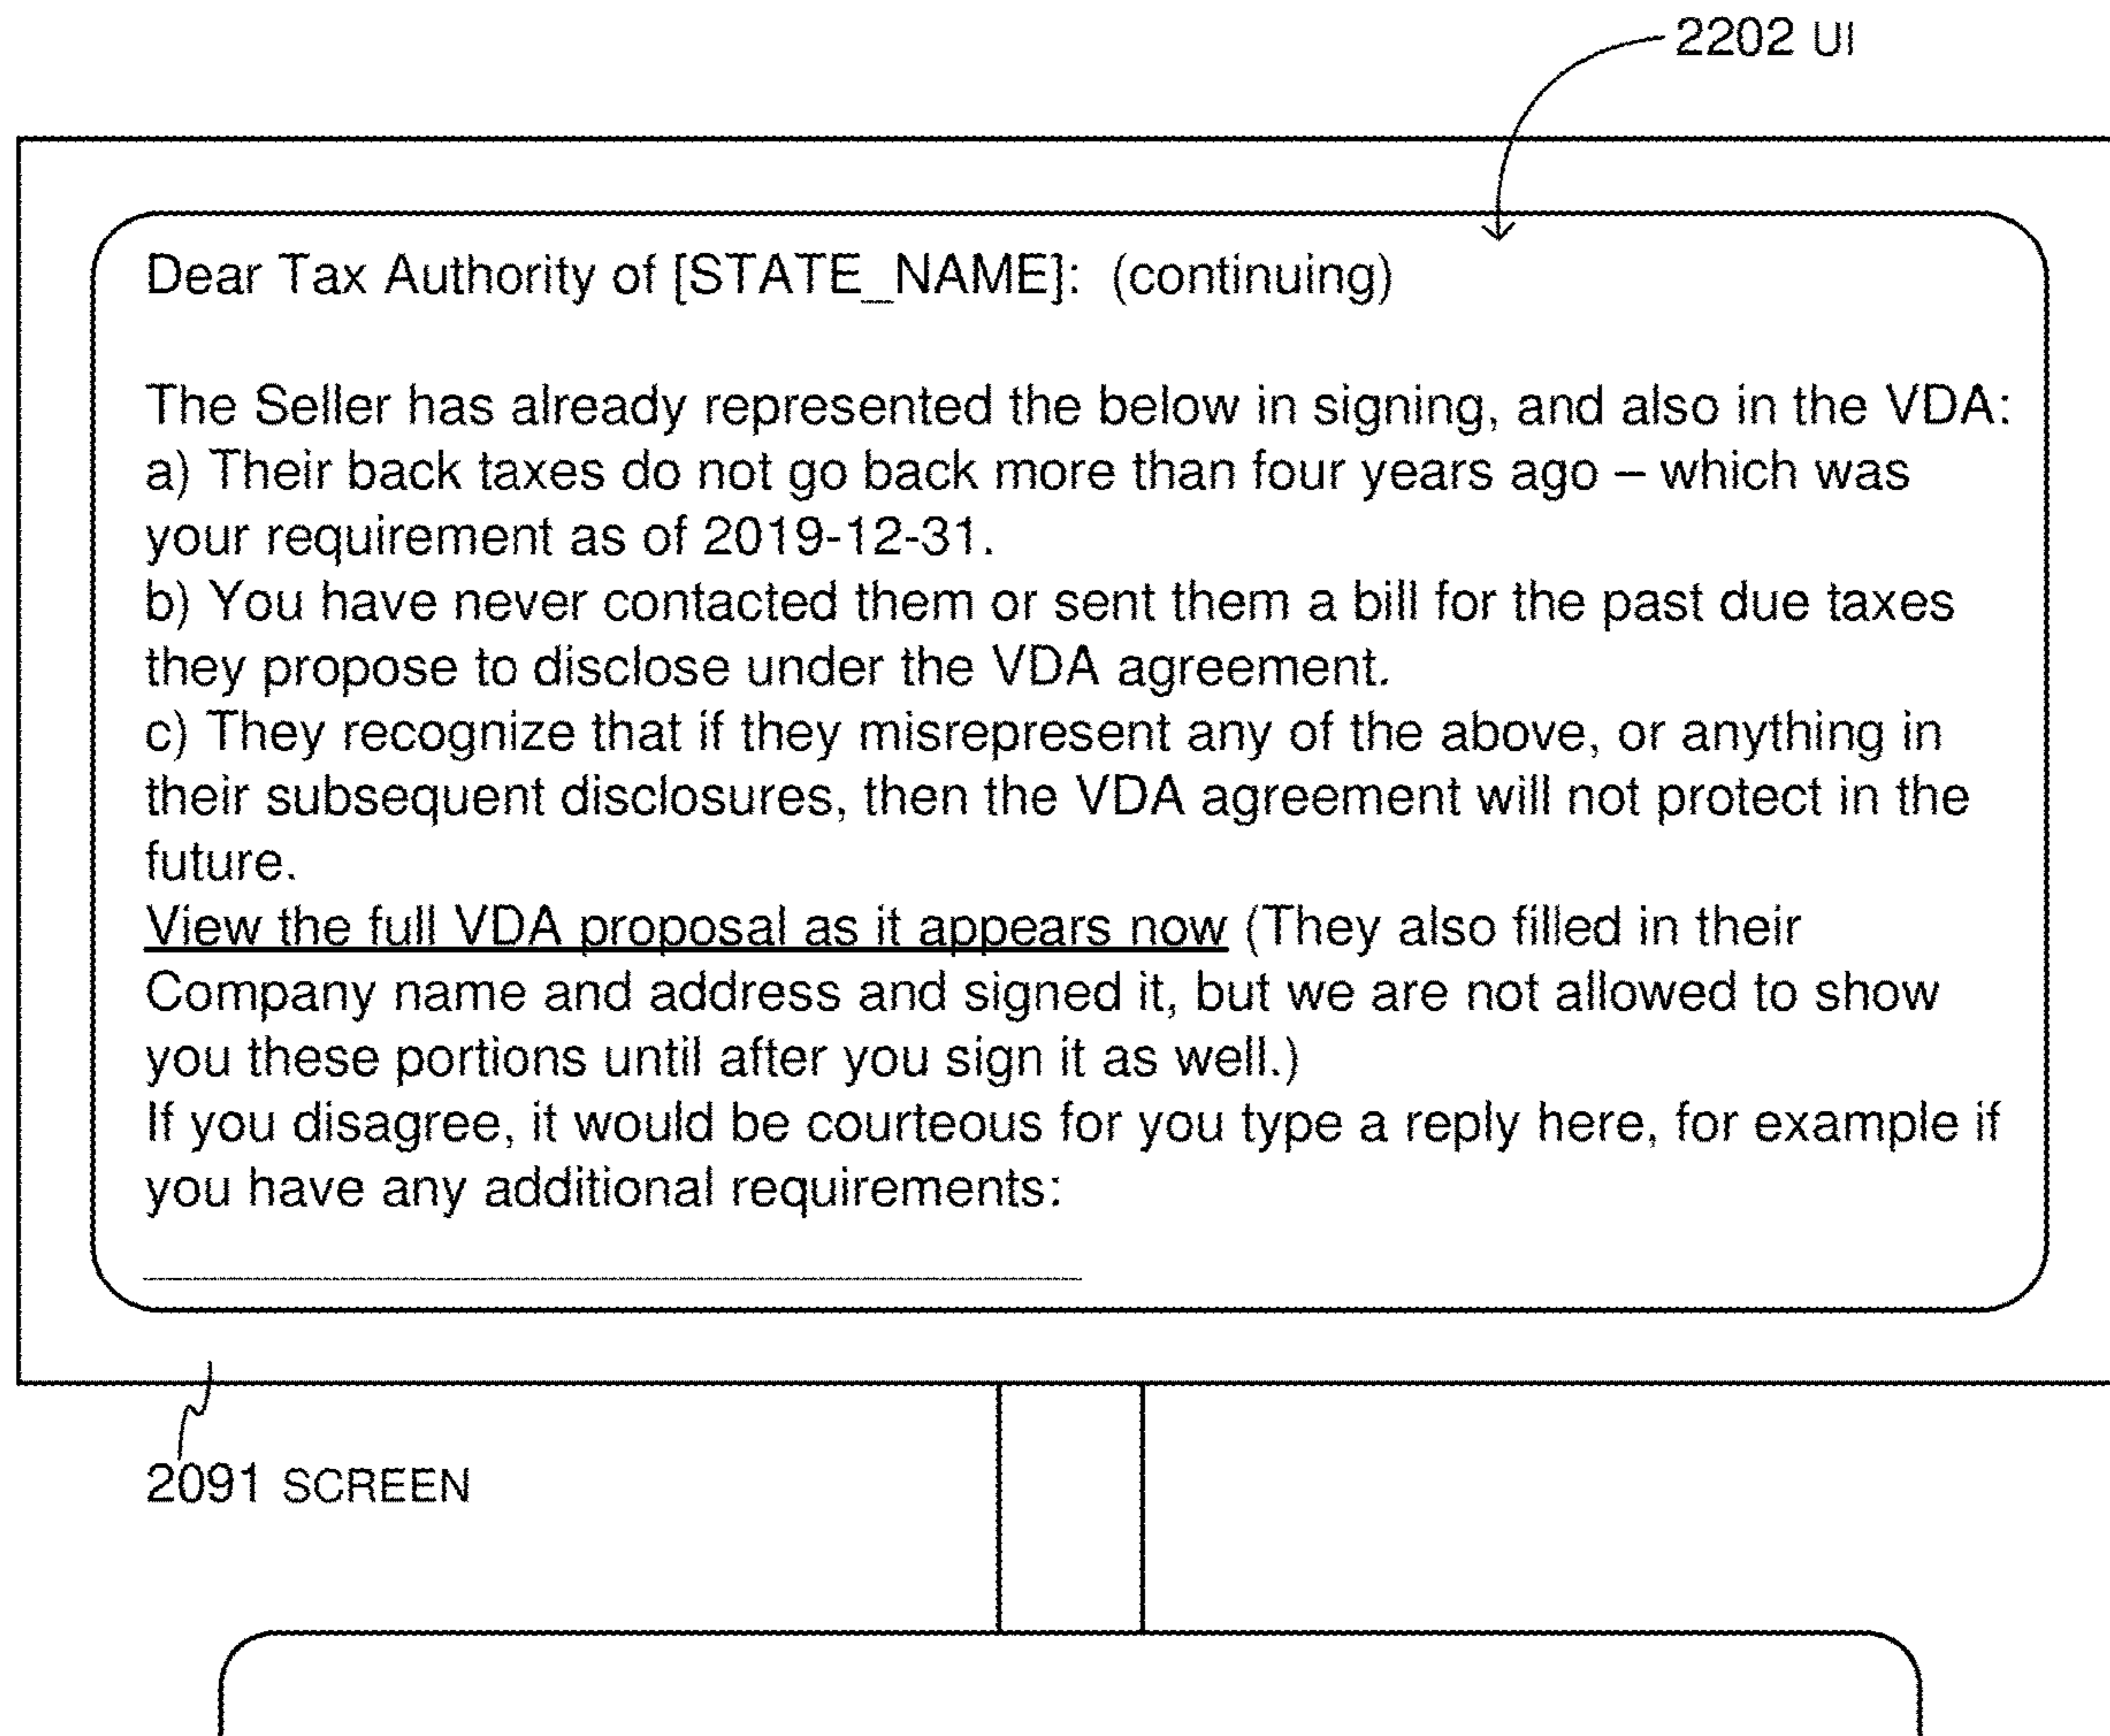 2202 UI
Dear Tax Authority of [STATE_NAME]: (continuing)
The Seller has already represented the below in signing, and also in the VDA:
a) Their back taxes do not go back more than four years ago – which was
your requirement as of 2019-12-31.
b) You have never contacted them or sent them a bill for the past due taxes
they propose to disclose under the VDA agreement.
c) They recognize that if they misrepresent any of the above, or anything in
their subsequent disclosures, then the VDA agreement will not protect in the
future.
View the full VDA proposal as it appears now (They also filled in their
Company name and address and signed it, but we are not allowed to show
you these portions until after you sign it as well.)
If you disagree, it would be courteous for you type a reply here, for example if
you have any additional requirements:
2091 SCREEN